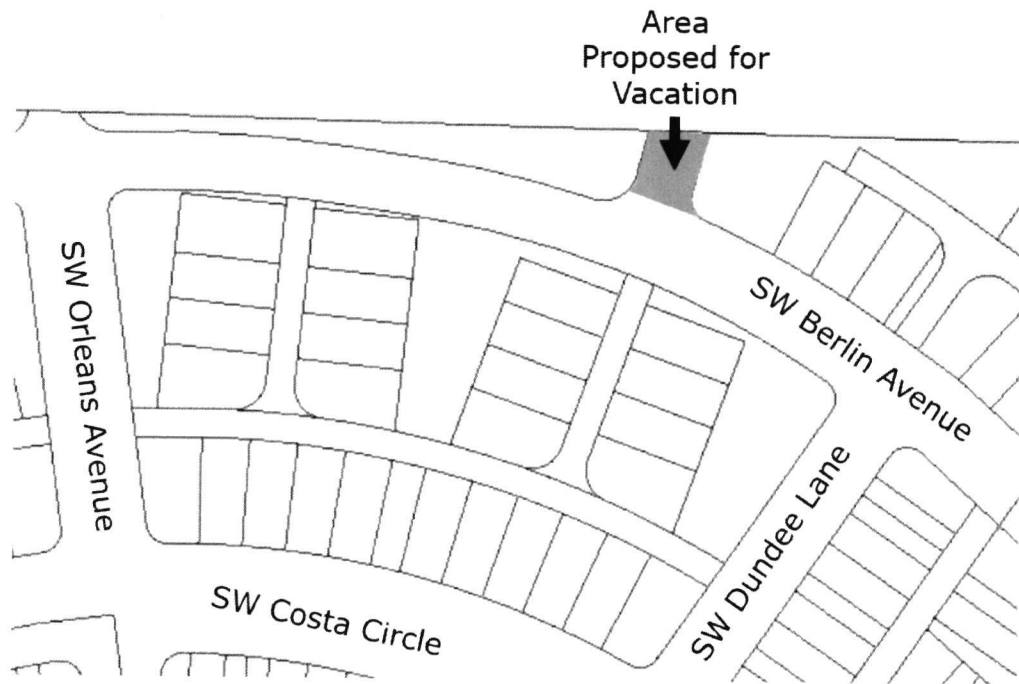 Area
Proposed for
Vacation
SW Orleans Avenue
SW Berlin Avenue
SW Dundee Lane
SW Costa Circle